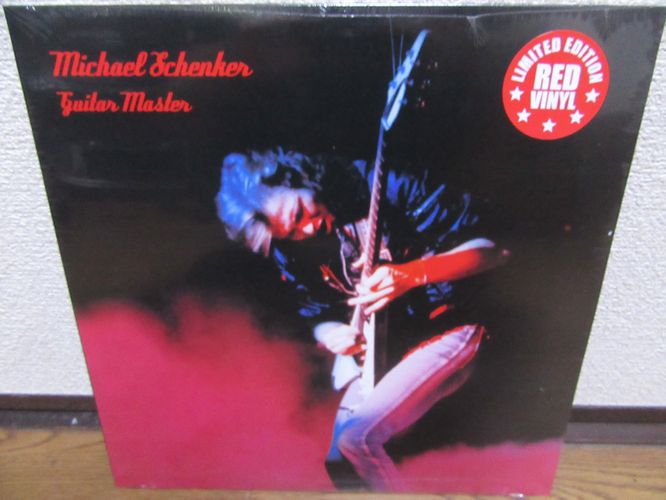 Michael Schenker
Guitar Master
LIMITED EDITION
RED
VINYL